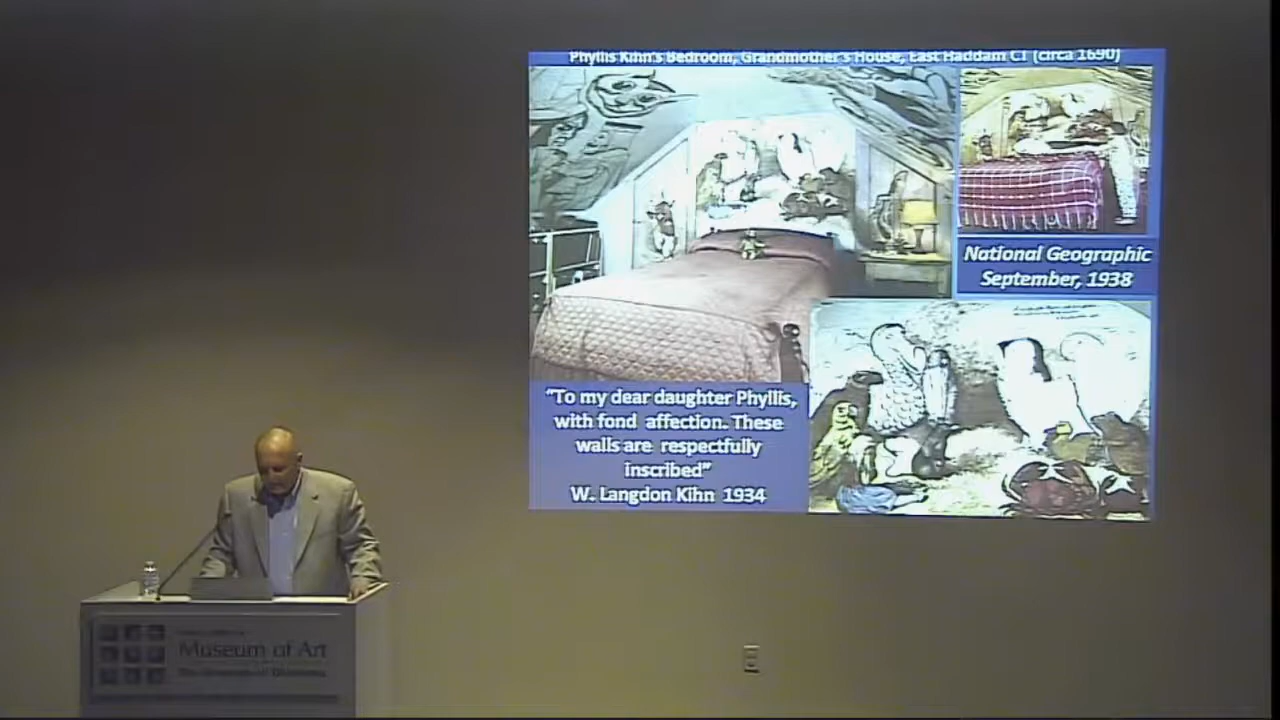 Phyllis Kihn's Bedroom, Grandmother's House, East Haddam CT (circa 1690)
National Geographic
September, 1938
"To my dear daughter Phyllis,
with fond affection. These
walls are respectfully
inscribed"
W. Langdon Kihn 1934
Museum of Art